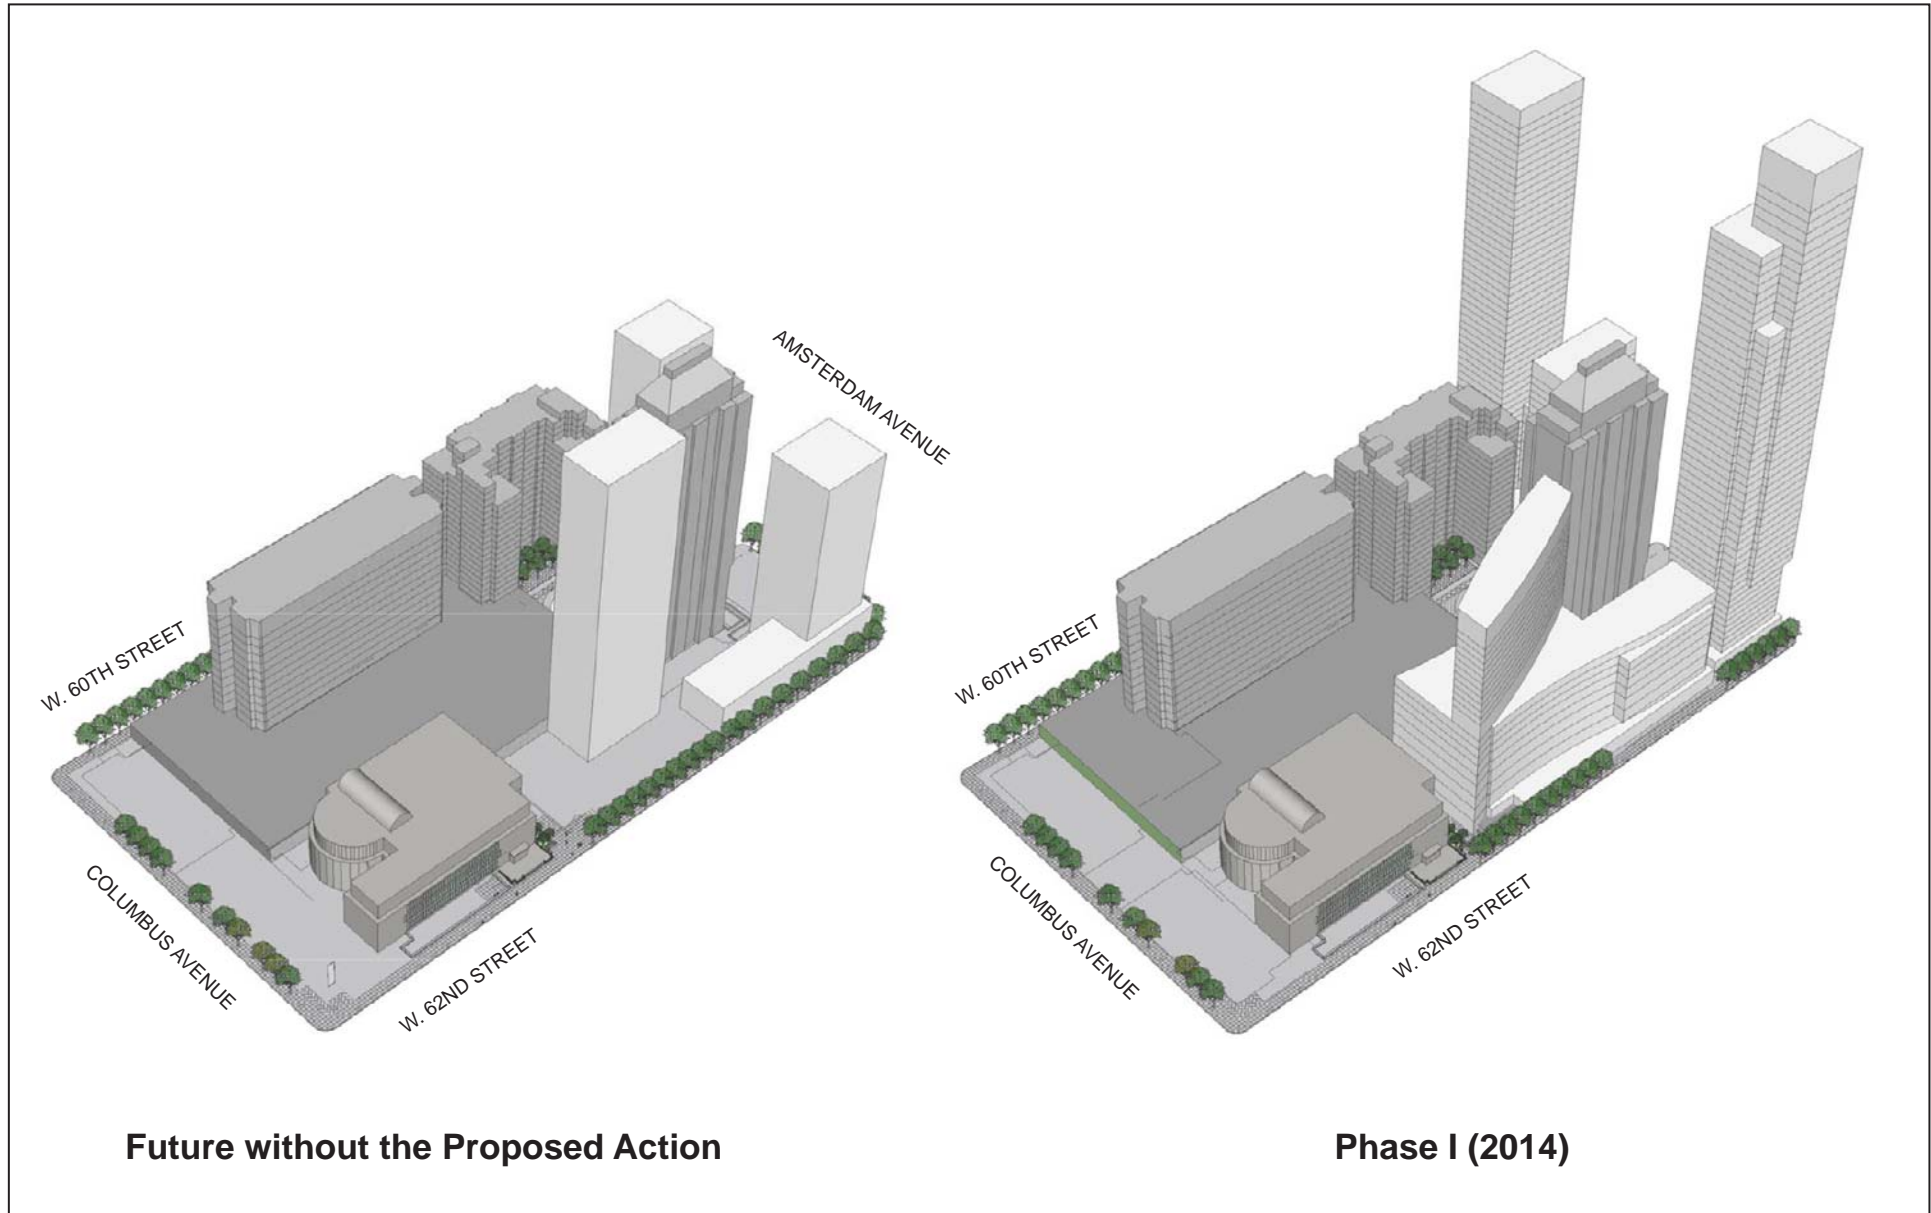 AMSTERDAM AVENUE
W. 60TH STREET
COLUMBUS AVENUE
W. 62ND STREET
Future without the Proposed Action
W. 60TH STREET
COLUMBUS AVENUE
W. 62ND STREET
Phase I (2014)